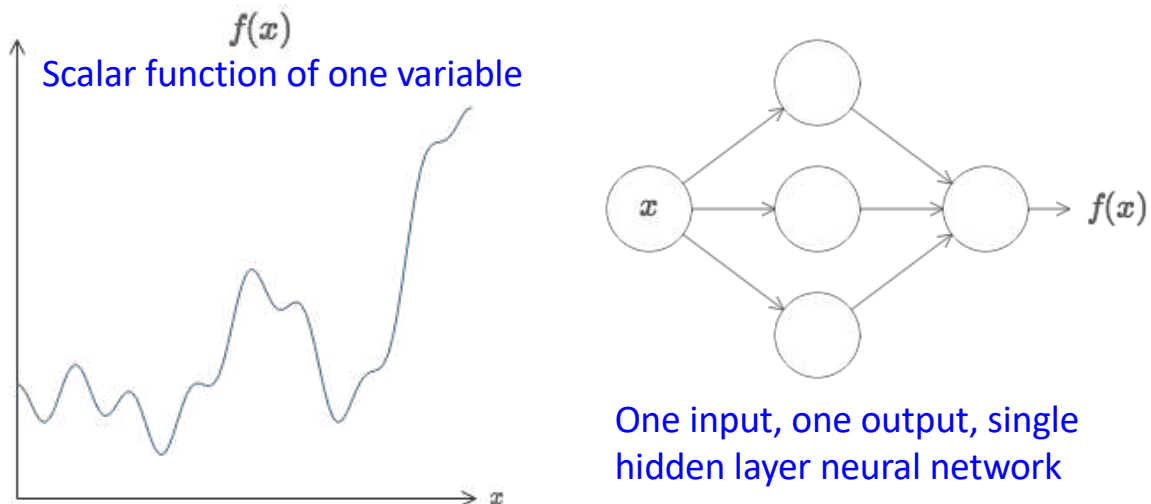 f(x)
Scalar function of one variable
x
x
f(x)
One input, one output, single
hidden layer neural network